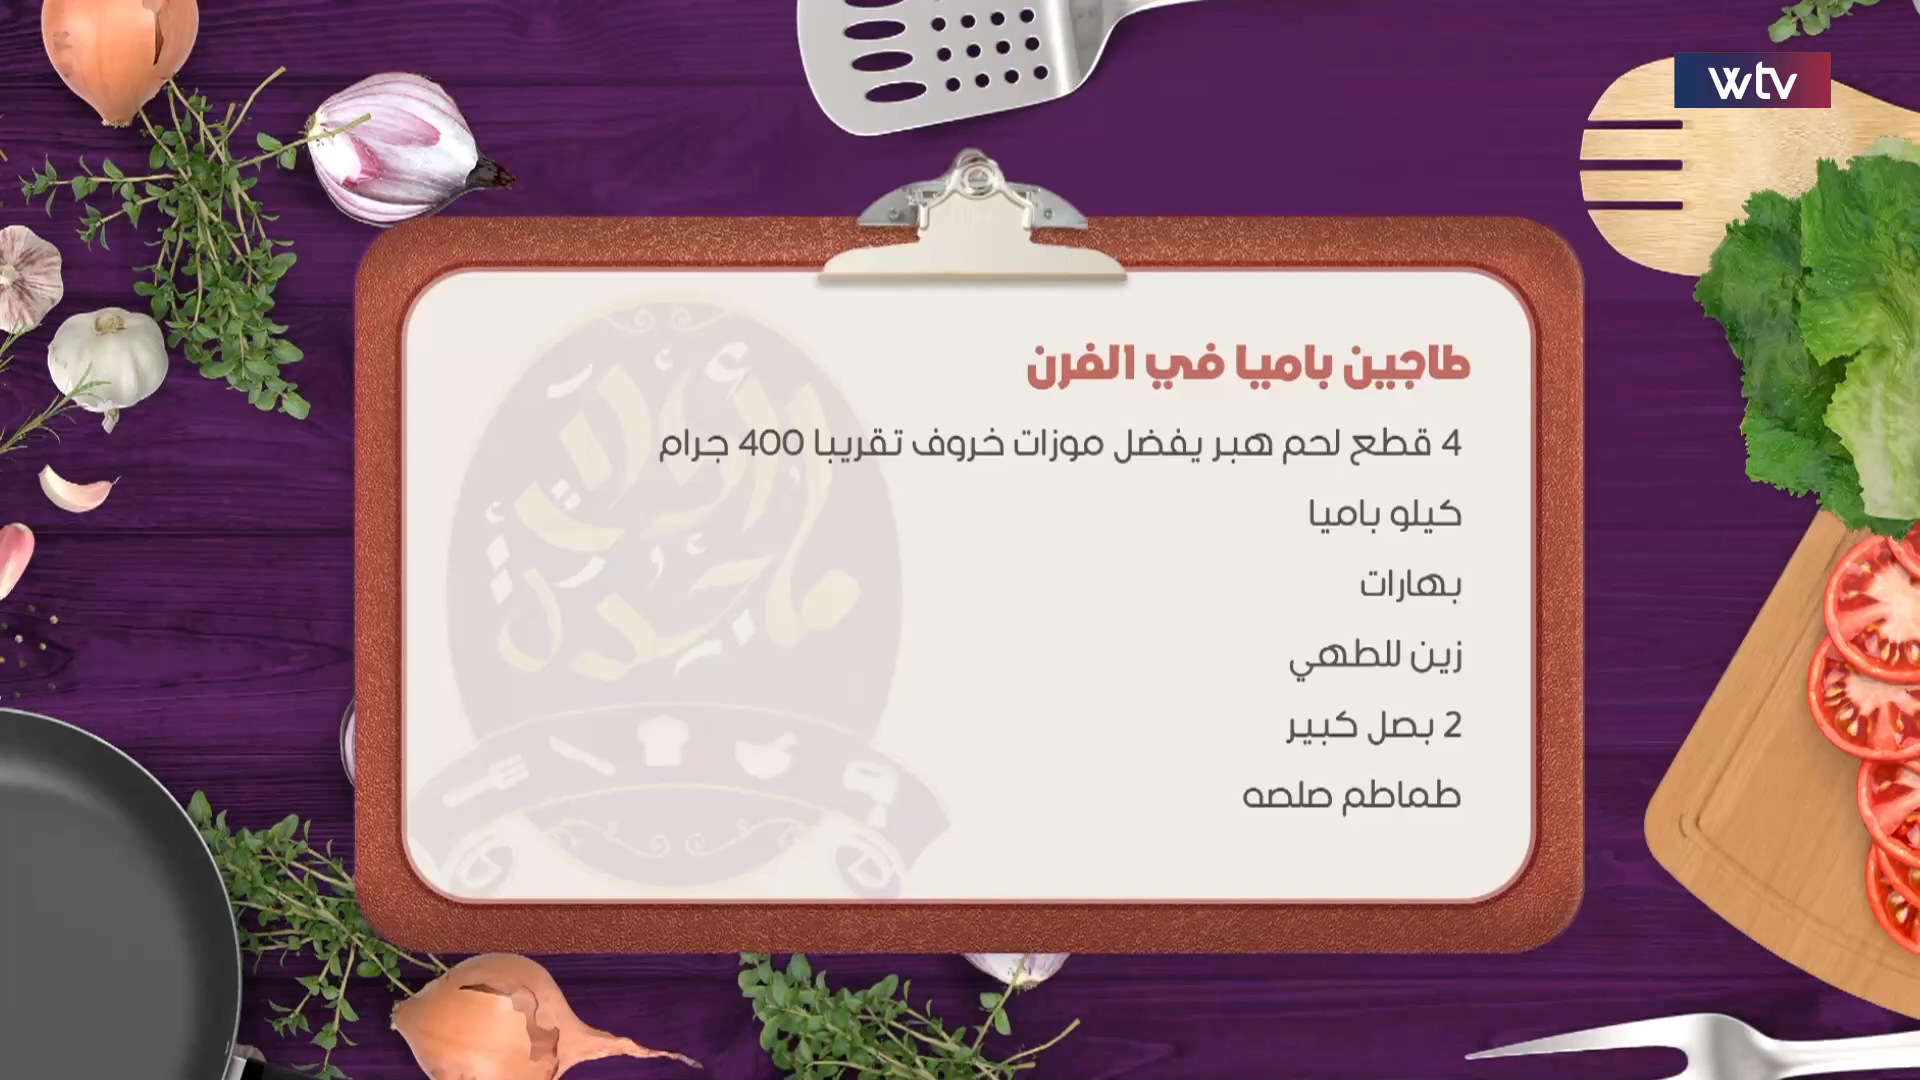 wtv
طاجين باميا في الفرن
4 قطع لحم هبر يفضل موزات خروف تقريبا 400 جرام
كيلو باميا
بهارات
زين للطهي
2 بصل كبير
طماطم صلصه